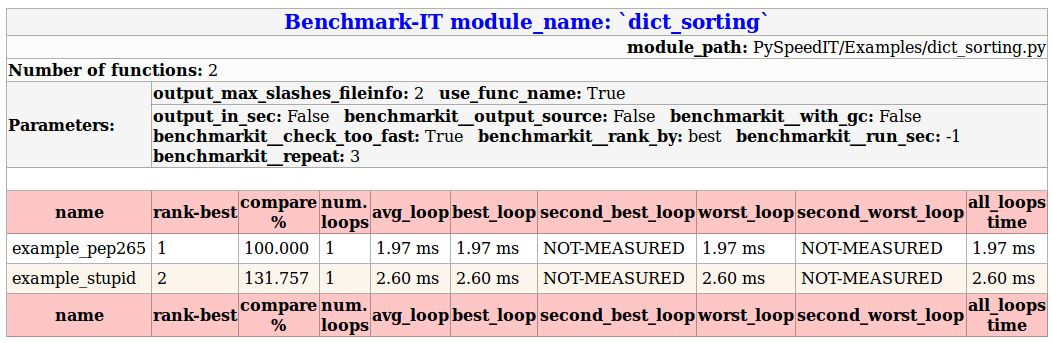 Benchmark-IT module_name: `dict_sorting`
module_path: PySpeedIT/Examples/dict_sorting.py
Number of functions: 2
Parameters:
output_max_slashes_fileinfo: 2 use_func_name: True
output_in_sec: False benchmarkit__output_source: False benchmarkit__with_gc: False
benchmarkit__check_too_fast: True benchmarkit__rank_by: best benchmarkit__run_sec: -1
benchmarkit__repeat: 3
name rank-best compare % num. loops avg_loop best_loop second_best_loop worst_loop second_worst_loop all_loops time
example_pep265 1 100.000 1 1.97 ms 1.97 ms NOT-MEASURED 1.97 ms NOT-MEASURED 1.97 ms
example_stupid 2 131.757 1 2.60 ms 2.60 ms NOT-MEASURED 2.60 ms NOT-MEASURED 2.60 ms
name rank-best compare % num. loops avg_loop best_loop second_best_loop worst_loop second_worst_loop all_loops time